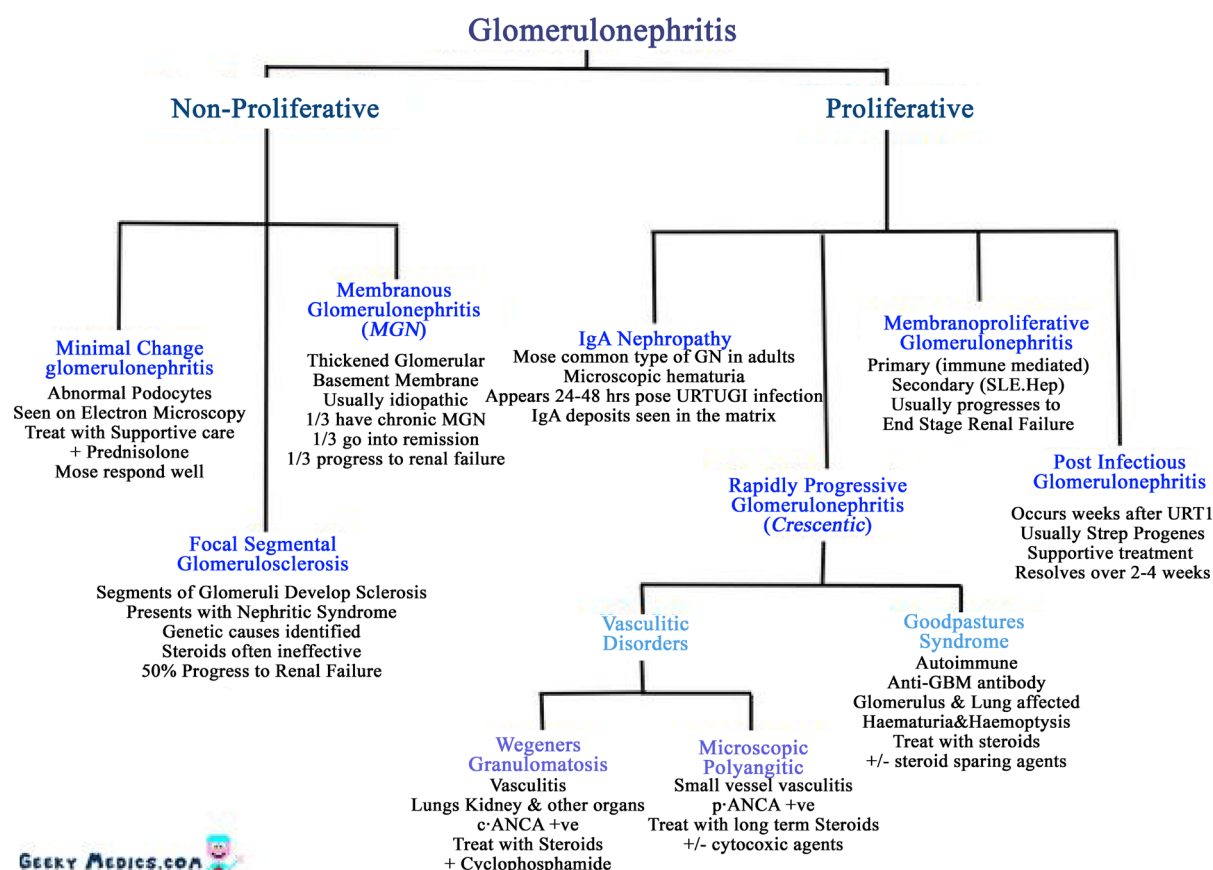 Glomerulonephritis
Non-Proliferative
Proliferative
Minimal Change
glomerulonephritis
Abnormal Podocytes
Seen on Electron Microscopy
Treat with Supportive care
+ Prednisolone
Mose respond well
Focal Segmental
Glomerulosclerosis
Segments of Glomeruli Develop Sclerosis
Presents with Nephritic Syndrome
Genetic causes identified
Steroids often ineffective
50% Progress to Renal Failure
Membranous
Glomerulonephritis
(MGN)
Thickened Glomerular
Basement Membrane
Usually idiopathic
1/3 have chronic MGN
1/3 go into remission
1/3 progress to renal failure
IgA Nephropathy
Mose common type of GN in adults
Microscopic hematuria
Appears 24-48 hrs pose URTUGI infection
IgA deposits seen in the matrix
Rapidly Progressive
Glomerulonephritis
(Crescentic)
Vasculitic
Disorders
Wegeners
Granulomatosis
Vasculitis
Lungs Kidney & other organs
c·ANCA +ve
Treat with Steroids
+ Cyclophosphamide
Microscopic
Polyangitic
Small vessel vasculitis
p·ANCA +ve
Treat with long term Steroids
+/- cytocoxic agents
Goodpastures
Syndrome
Autoimmune
Anti-GBM antibody
Glomerulus & Lung affected
Haematuria&Haemoptysis
Treat with steroids
+/- steroid sparing agents
Membranoproliferative
Glomerulonephritis
Primary (immune mediated)
Secondary (SLE.Hep)
Usually progresses to
End Stage Renal Failure
Post Infectious
Glomerulonephritis
Occurs weeks after URT1
Usually Strep Progenes
Supportive treatment
Resolves over 2-4 weeks
GEEKY MEDICS.COM